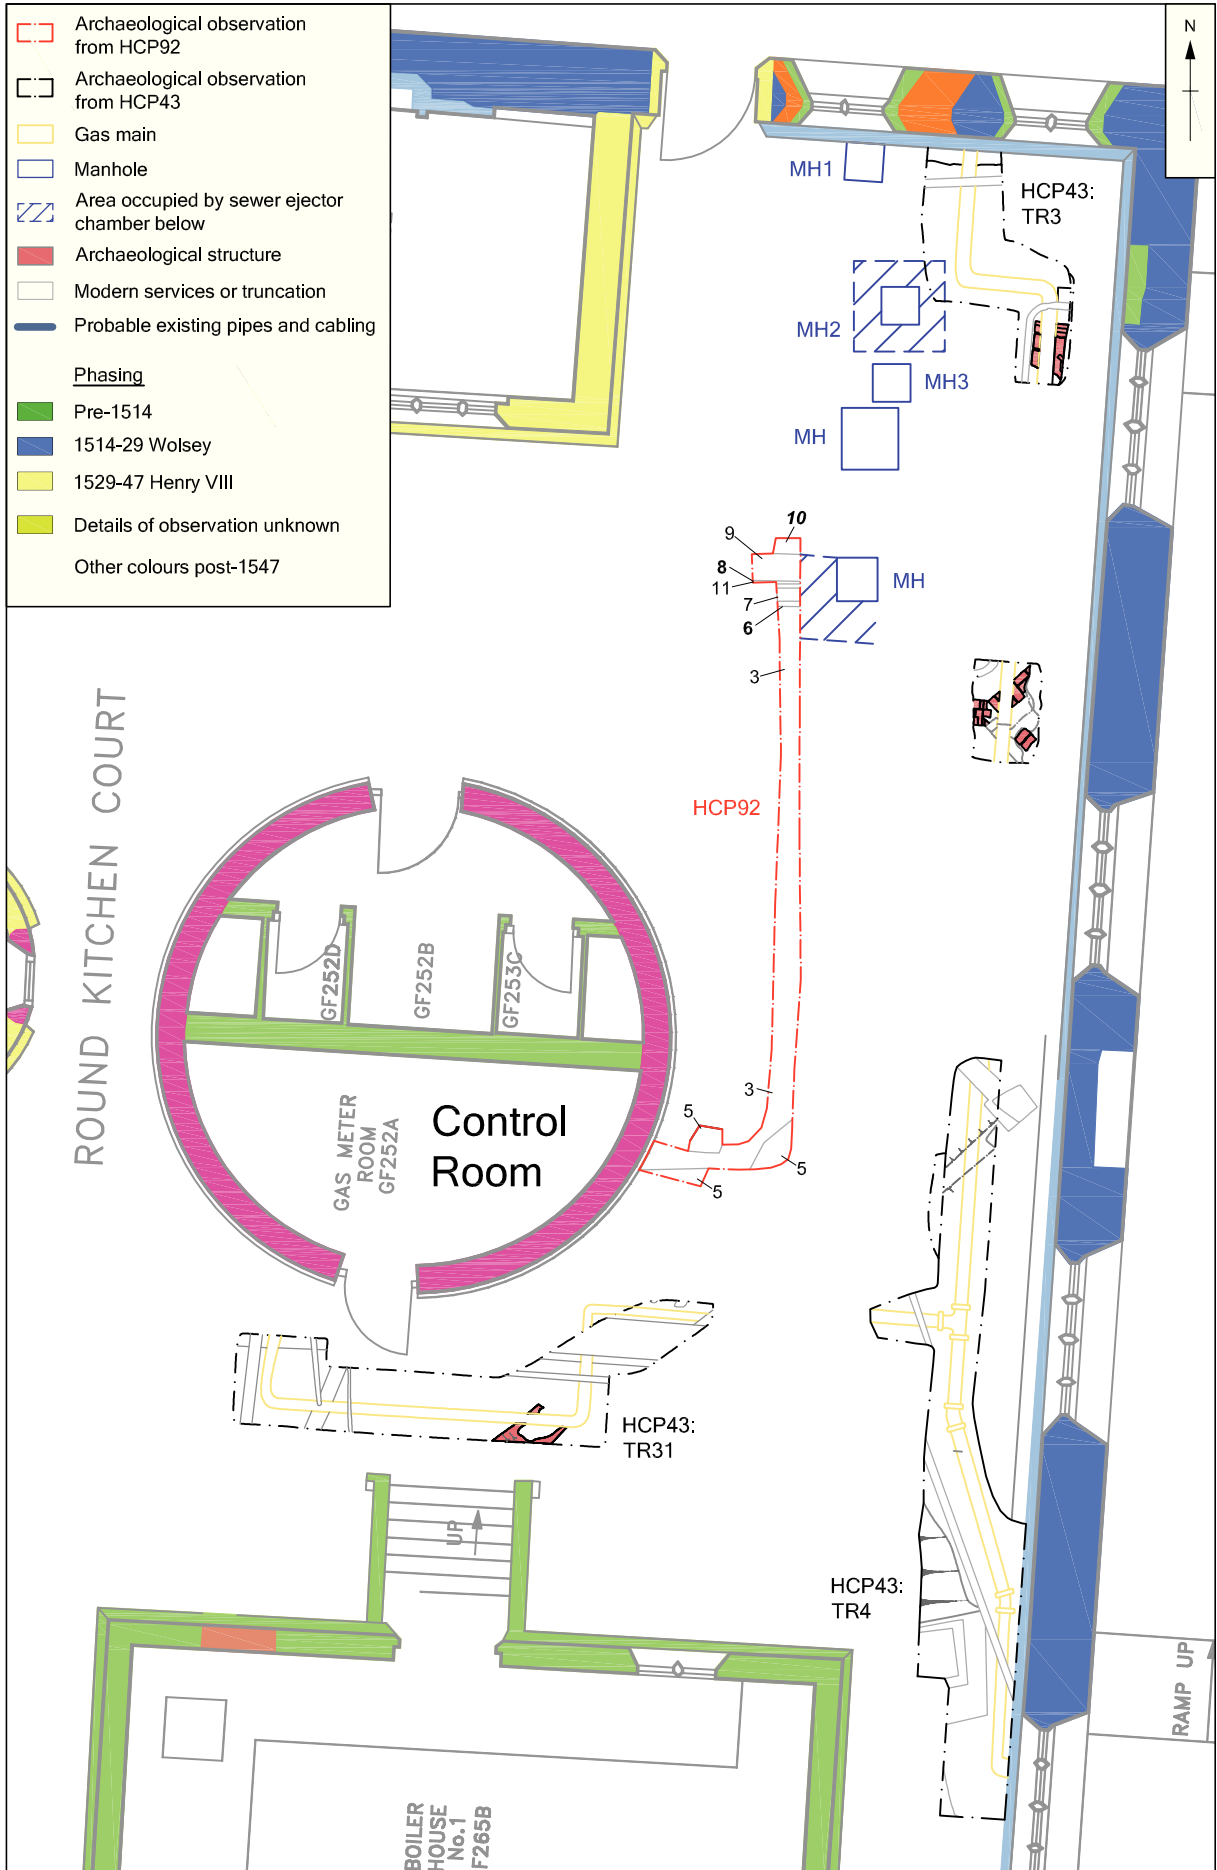 Archaeological observation
from HCP92
Archaeological observation
from HCP43
Gas main
Manhole
Area occupied by sewer ejector
chamber below
Archaeological structure
Modern services or truncation
Probable existing pipes and cabling
Phasing
Pre-1514
1514-29 Wolsey
1529-47 Henry VIII
Details of observation unknown
Other colours post-1547
N
MH1
HCP43:
TR3
MH2
MH3
MH
10
9
8
11
7
6
MH
3
HCP92
ROUND KITCHEN COURT
GF252D
GF252B
GF253C
GAS METER
ROOM
GF252A
Control
Room
3
5
5
5
HCP43:
TR31
UP
HCP43:
TR4
RAMP UP
BOILER
HOUSE
No.1
F265B